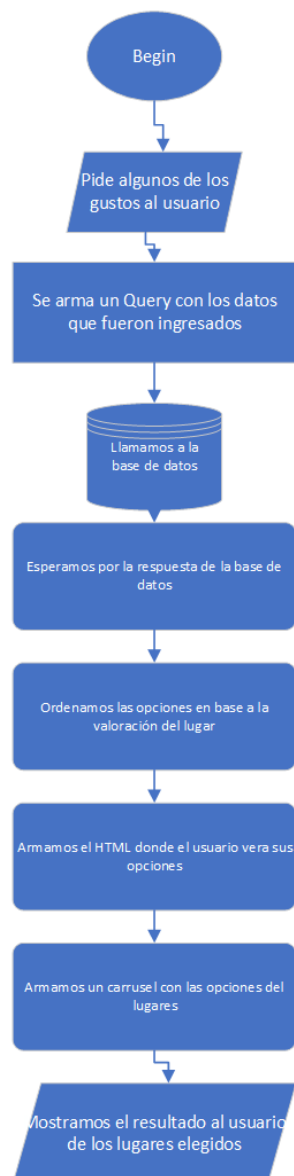 Begin
Pide algunos de los
gustos al usuario
Se arma un Query con los datos
que fueron ingresados
Llamamos a la
base de datos
Esperamos por la respuesta de la base de
datos
Ordenamos las opciones en base a la
valoración del lugar
Armamos el HTML donde el usuario vera sus
opciones
Armamos un carrusel con las opciones del
lugares
Mostramos el resultado al usuario
de los lugares elegidos